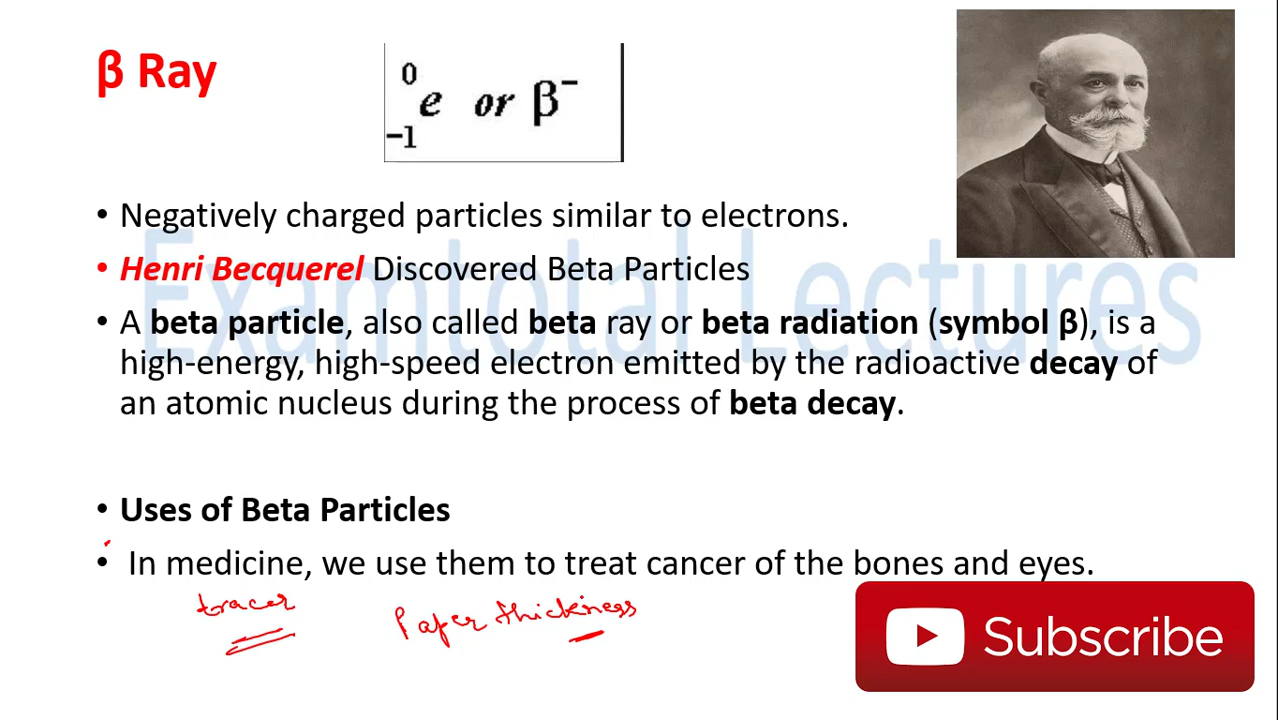 β Ray
0
e or β−
−1
• Negatively charged particles similar to electrons.
• Henri Becquerel Discovered Beta Particles
• A beta particle, also called beta ray or beta radiation (symbol β), is a
high-energy, high-speed electron emitted by the radioactive decay of
an atomic nucleus during the process of beta decay.
Examtotal Lectures
• Uses of Beta Particles
• In medicine, we use them to treat cancer of the bones and eyes.
tracer
Paper thickiness
Subscribe